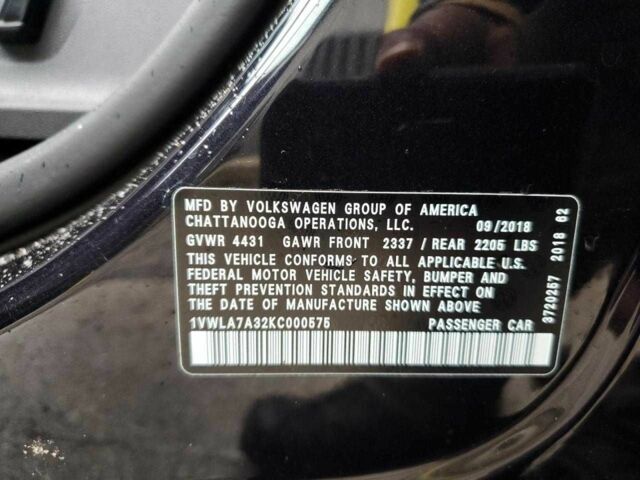 MFD BY VOLKSWAGEN GROUP OF AMERICA
CHATTANOOGA OPERATIONS, LLC. 09/2018
GVWR 4431 GAWR FRONT 2337 / REAR 2205 LBS
THIS VEHICLE CONFORMS TO ALL APPLICABLE U.S.
FEDERAL MOTOR VEHICLE SAFETY, BUMPER AND
THEFT PREVENTION STANDARDS IN EFFECT ON
THE DATE OF MANUFACTURE SHOWN ABOVE.
1VWLA7A32KC000575 PASSENGER CAR
3720257 2018 62